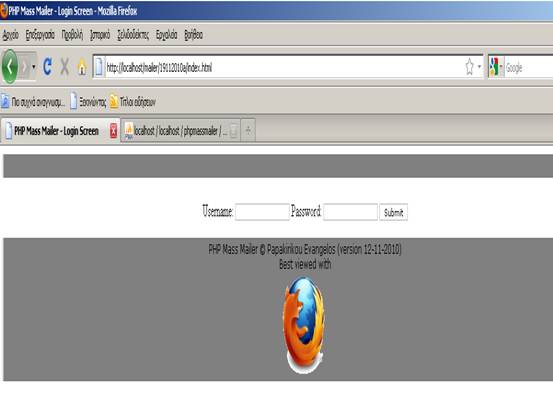 PHP Mass Mailer - Login Screen - Mozilla Firefox
Αρχείο Επεξεργασία Προβολή Ιστορικό Σελιδοδείκτες Εργαλεία Βοήθεια
http://localhost/mailer/19112010a/index.html Google
Πιο συχνά αναγνωσμ... Ξεκινώντας Τίτλοι ειδήσεων
PHP Mass Mailer - Login Screen localhost / localhost / phpmassmailer / ...
Username: Password: Submit
PHP Mass Mailer © Papakirikou Evangelos (version 12-11-2010)
Best viewed with